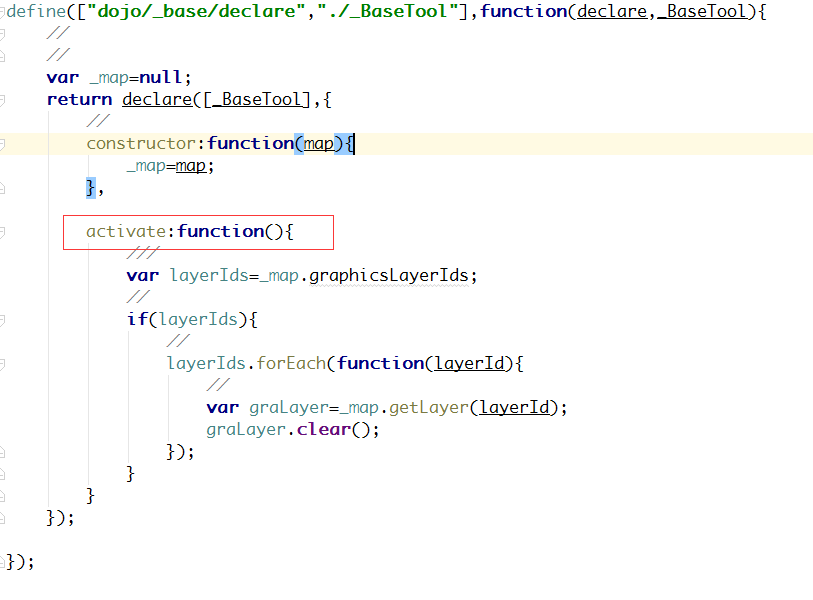 define(["dojo/_base/declare","./_BaseTool"],function(declare,_BaseTool){
    //
    //
    var _map=null;
    return declare([_BaseTool],{
        //
        constructor:function(map){
            _map=map;
        },
        activate:function(){
            ///
            var layerIds=_map.graphicsLayerIds;
            //
            if(layerIds){
                //
                layerIds.forEach(function(layerId){
                    //
                    var graLayer=_map.getLayer(layerId);
                    graLayer.clear();
                });
            }
        }
    });
});